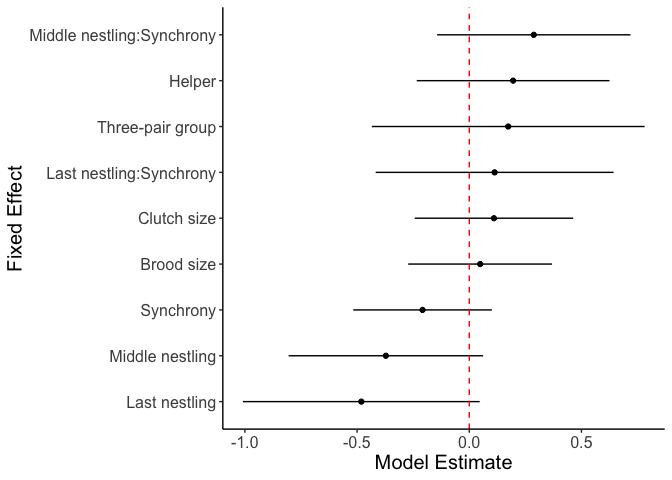 Middle nestling:Synchrony
Helper
Three-pair group
Last nestling:Synchrony
Clutch size
Brood size
Synchrony
Middle nestling
Last nestling
Fixed Effect
-1.0 -0.5 0.0 0.5
Model Estimate